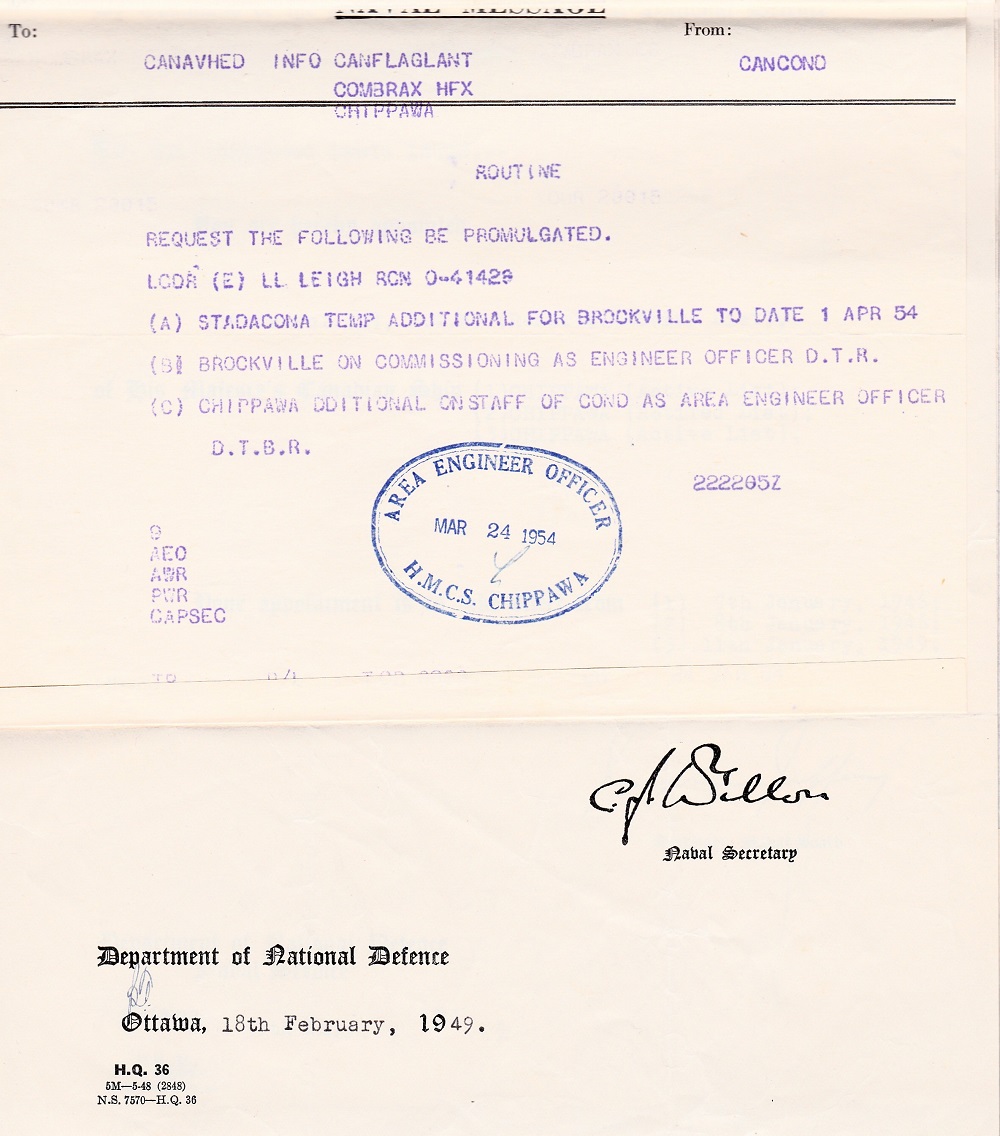 NAVAL MESSAGE
To:
From:
CANAVHED INFO CANFLAGLANT
CANCOND
COMBRAX HFX
CHIPPAWA
ROUTINE
REQUEST THE FOLLOWING BE PROMULGATED.
LCDR (E) LL LEIGH RCN O-41429
(A) STADACONA TEMP ADDITIONAL FOR BROCKVILLE TO DATE 1 APR 54
(B) BROCKVILLE ON COMMISSIONING AS ENGINEER OFFICER D.T.R.
(C) CHIPPAWA DDITIONAL ONSTAFF OF COND AS AREA ENGINEER OFFICER
D.T.B.R.
222205Z
AREA ENGINEER OFFICER
MAR 24 1954
H.M.C.S. CHIPPAWA
9
AEO
AWR
PWR
CAPSEC
Naval Secretary
Department of National Defence
Ottawa, 18th February, 1949.
H.Q. 36
5M—5-48 (2848)
N.S. 7570—H.Q. 36